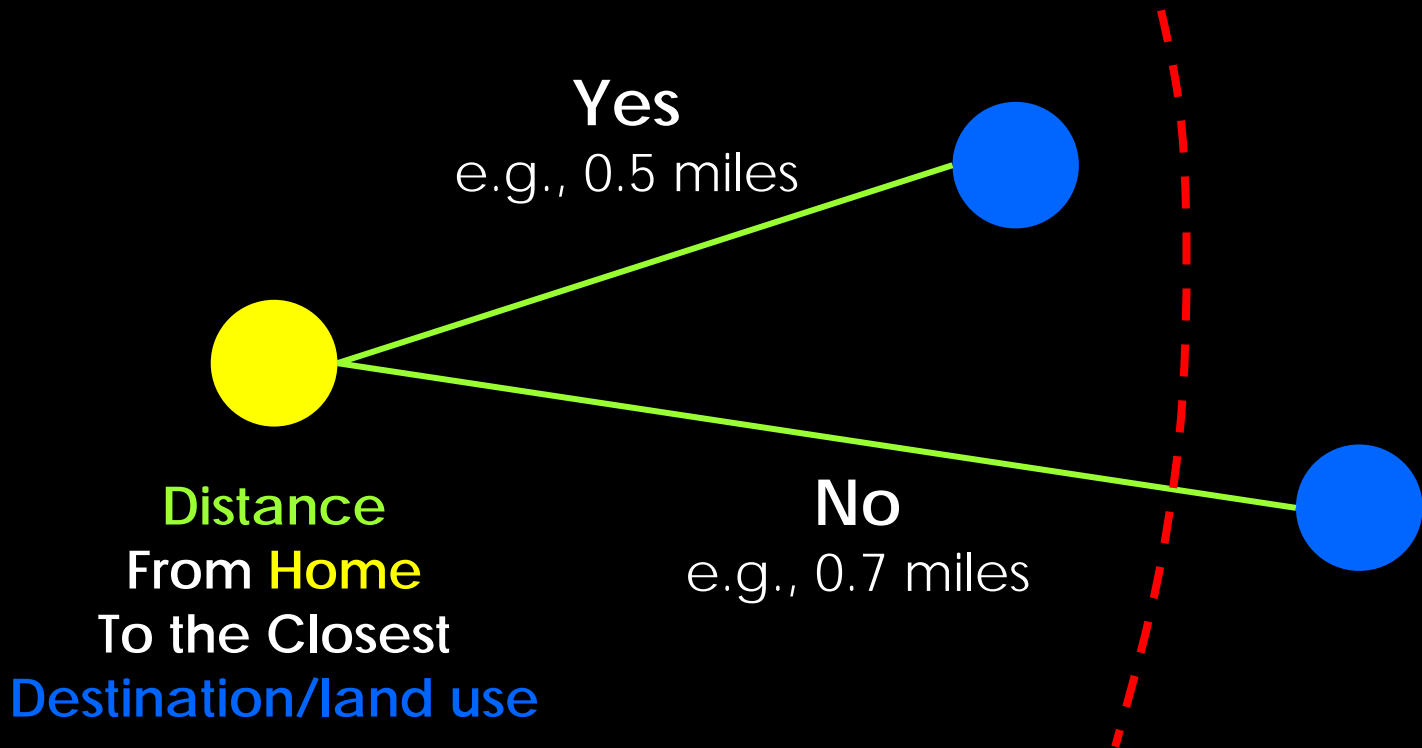 Yes
e.g., 0.5 miles
No
e.g., 0.7 miles
Distance
From Home
To the Closest
Destination/land use